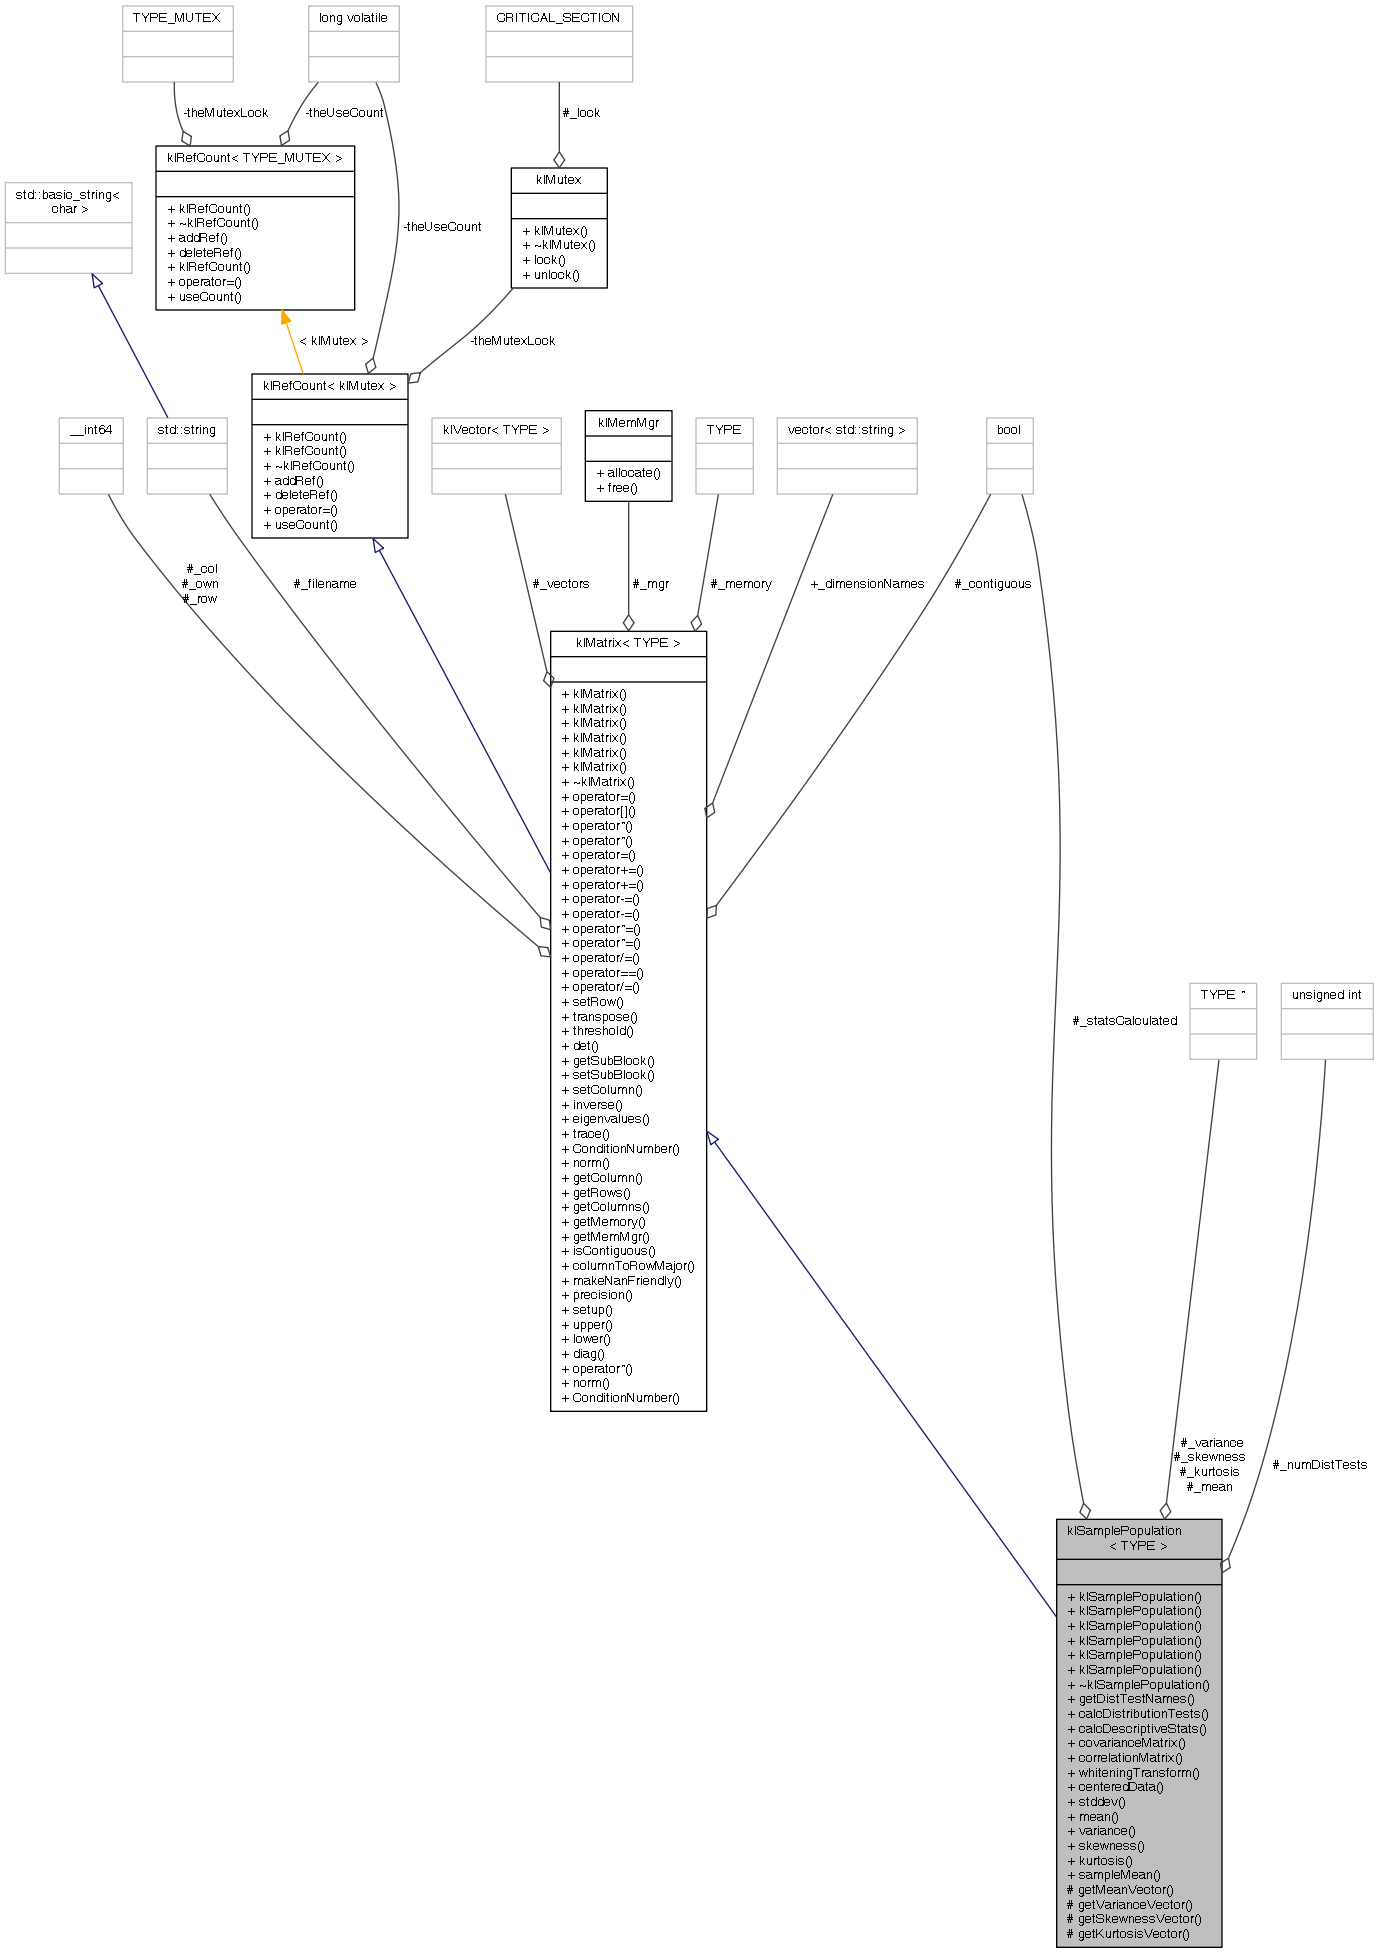 TYPE_MUTEX
long volatile
CRITICAL_SECTION
-theMutexLock
-theUseCount
#_lock
klRefCount< TYPE_MUTEX >
+ klRefCount()
+ ~klRefCount()
+ addRef()
+ deleteRef()
+ klRefCount()
+ operator=()
+ useCount()
klMutex
+ klMutex()
+ ~klMutex()
+ lock()
+ unlock()
std::basic_string<
char >
-theUseCount
< klMutex >
-theMutexLock
__int64
std::string
klRefCount< klMutex >
+ klRefCount()
+ klRefCount()
+ ~klRefCount()
+ addRef()
+ deleteRef()
+ operator=()
+ useCount()
klVector< TYPE >
klMemMgr
+ allocate()
+ free()
TYPE
vector< std::string >
bool
#_col
#_own
#_row
#_filename
#_vectors
#_mgr
#_memory
+_dimensionNames
#_contiguous
klMatrix< TYPE >
+ klMatrix()
+ klMatrix()
+ klMatrix()
+ klMatrix()
+ klMatrix()
+ klMatrix()
+ ~klMatrix()
+ operator=()
+ operator[]()
+ operator*()
+ operator*()
+ operator=()
+ operator+=()
+ operator+=()
+ operator-=()
+ operator-=()
+ operator*=()
+ operator*=()
+ operator/=()
+ operator==()
+ operator/=()
+ setRow()
+ transpose()
+ threshold()
+ det()
+ getSubBlock()
+ setSubBlock()
+ setColumn()
+ inverse()
+ eigenvalues()
+ trace()
+ ConditionNumber()
+ norm()
+ getColumn()
+ getRows()
+ getColumns()
+ getMemory()
+ getMemMgr()
+ isContiguous()
+ columnToRowMajor()
+ makeNanFriendly()
+ precision()
+ setup()
+ upper()
+ lower()
+ diag()
+ operator*()
+ norm()
+ ConditionNumber()
#_statsCalculated
TYPE *
unsigned int
#_variance
#_skewness
#_kurtosis
#_mean
#_numDistTests
klSamplePopulation
< TYPE >
+ klSamplePopulation()
+ klSamplePopulation()
+ klSamplePopulation()
+ klSamplePopulation()
+ klSamplePopulation()
+ klSamplePopulation()
+ ~klSamplePopulation()
+ getDistTestNames()
+ calcDistributionTests()
+ calcDescriptiveStats()
+ covarianceMatrix()
+ correlationMatrix()
+ whiteningTransform()
+ centeredData()
+ stddev()
+ mean()
+ variance()
+ skewness()
+ kurtosis()
+ sampleMean()
# getMeanVector()
# getVarianceVector()
# getSkewnessVector()
# getKurtosisVector()